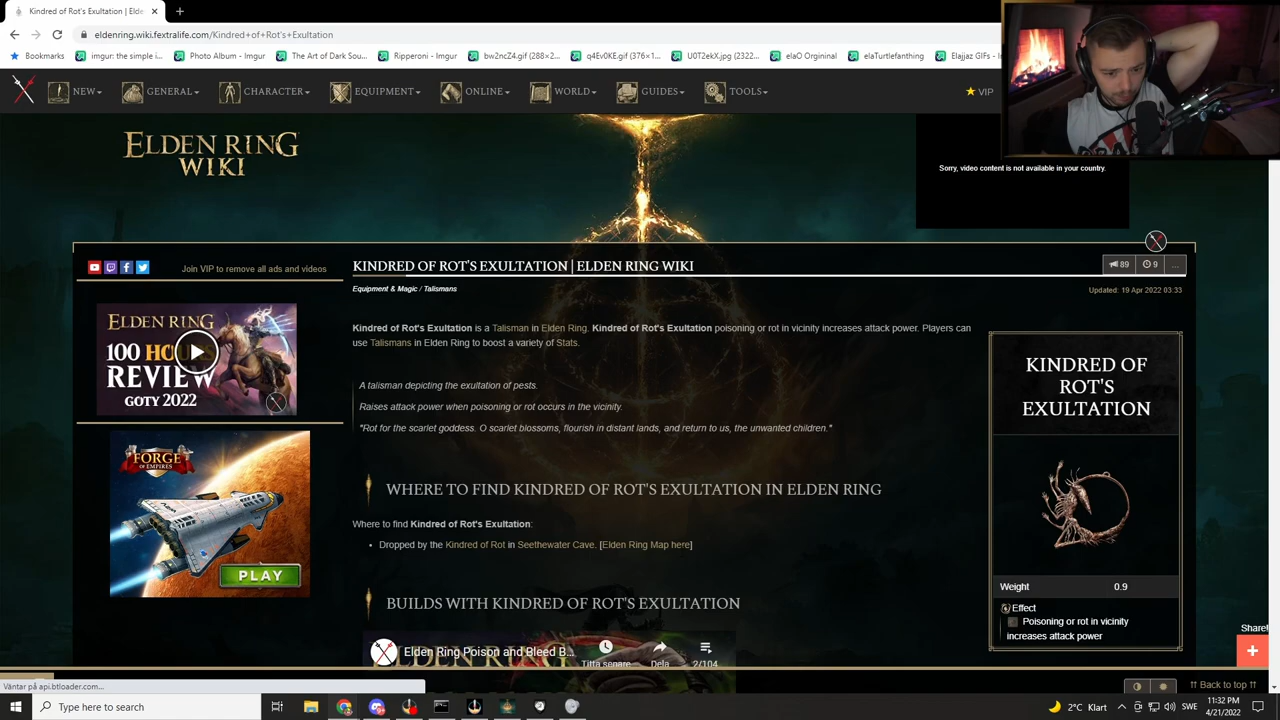 Kindred of Rot's Exultation | Elde
eldenring.wiki.fextralife.com/Kindred+of+Rot's+Exultation
Bookmarks
imgur: the simple i...
Photo Album - Imgur
The Art of Dark Sou...
Ripperoni - Imgur
bw2ncZ4.gif (288×2...
q4Ev0KE.gif (376×1...
U0T2ekX.jpg (2322...
elaO Orgininal
elaTurtlefanthing
Elajjaz GIFs - Im
NEW
GENERAL
CHARACTER
EQUIPMENT
ONLINE
WORLD
GUIDES
TOOLS
VIP
ELDEN RING
WIKI
Sorry, video content is not available in your country.
Join VIP to remove all ads and videos
KINDRED OF ROT'S EXULTATION | ELDEN RING WIKI
89
9
...
Equipment & Magic / Talismans
Updated: 19 Apr 2022 03:33
ELDEN RING
100 HOURS
REVIEW
GOTY 2022
Kindred of Rot's Exultation is a Talisman in Elden Ring. Kindred of Rot's Exultation poisoning or rot in vicinity increases attack power. Players can
use Talismans in Elden Ring to boost a variety of Stats.
A talisman depicting the exultation of pests.
Raises attack power when poisoning or rot occurs in the vicinity.
"Rot for the scarlet goddess. O scarlet blossoms, flourish in distant lands, and return to us, the unwanted children."
KINDRED OF
ROT'S
EXULTATION
FORGE
OF EMPIRES
PLAY
WHERE TO FIND KINDRED OF ROT'S EXULTATION IN ELDEN RING
Where to find Kindred of Rot's Exultation:
• Dropped by the Kindred of Rot in Seethewater Cave. [Elden Ring Map here]
Weight 0.9
Effect
Poisoning or rot in vicinity
increases attack power
BUILDS WITH KINDRED OF ROT'S EXULTATION
Elden Ring Poison and Bleed B...
Titta senare
Dela
2/104
Share!
Back to top
Väntar på api.btloader.com...
Type here to search
2°C Klart
SWE
11:32 PM
4/21/2022